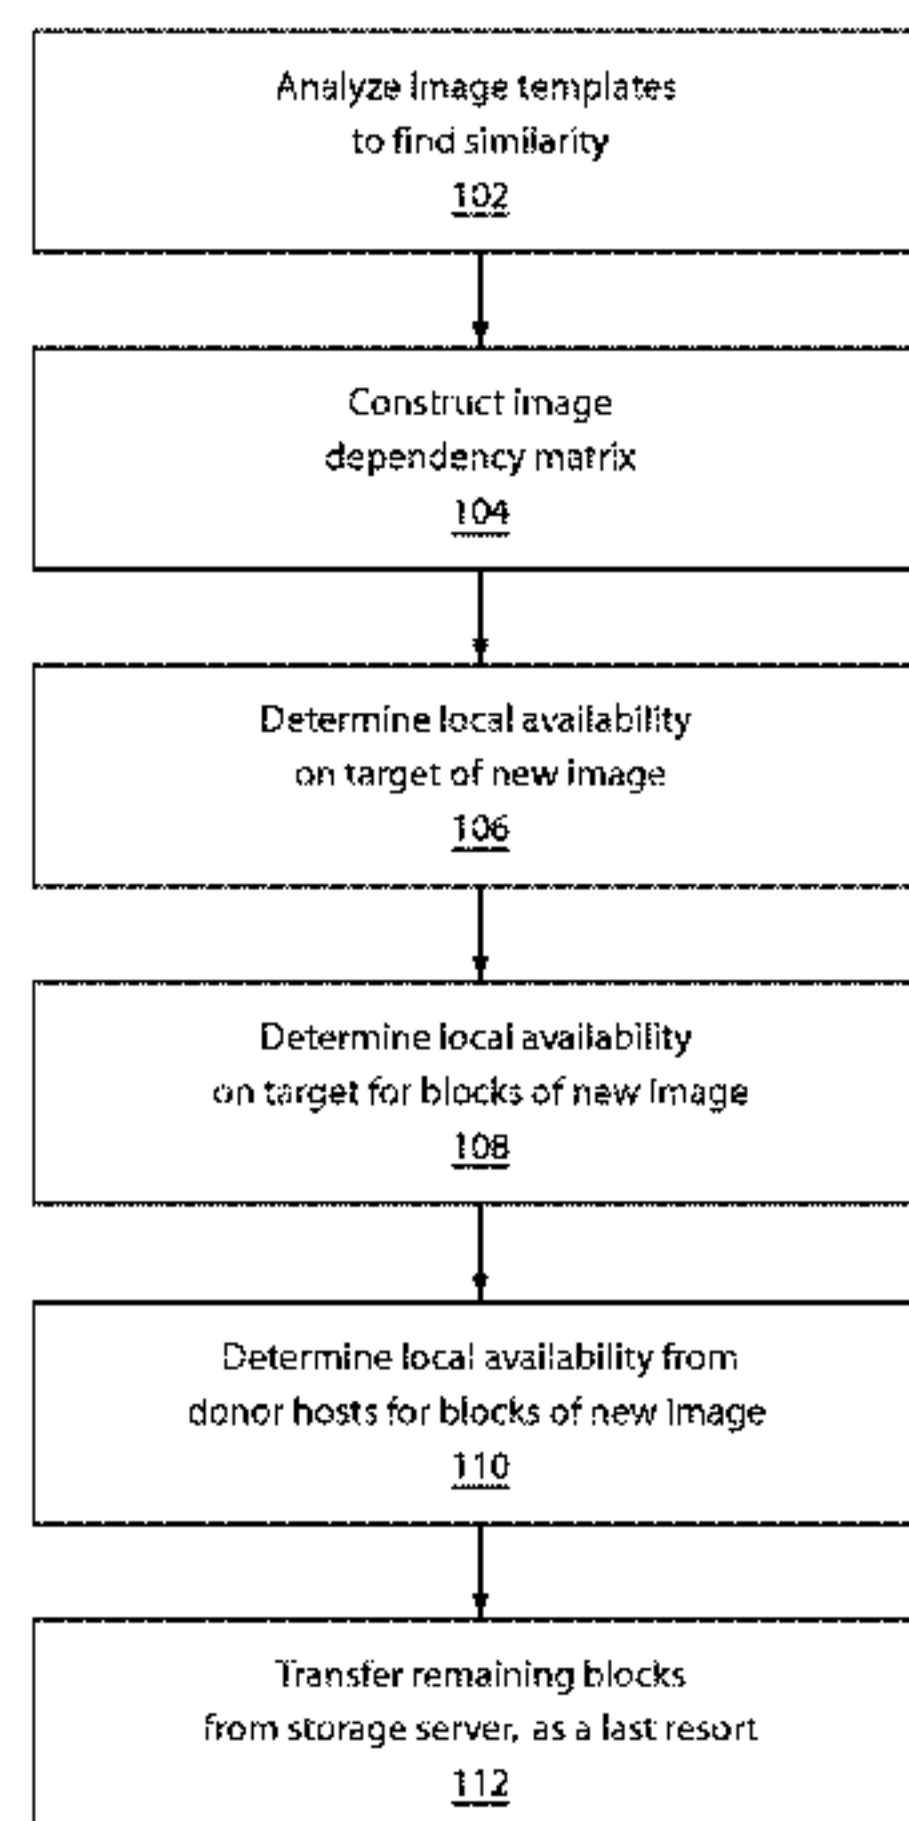 Analyze image templates
to find similarity
102
Construct image
dependency matrix
104
Determine local availability
on target of new image
106
Determine local availability
on target for blocks of new image
108
Determine local availability from
donor hosts for blocks of new image
110
Transfer remaining blocks
from storage server, as a last resort
112